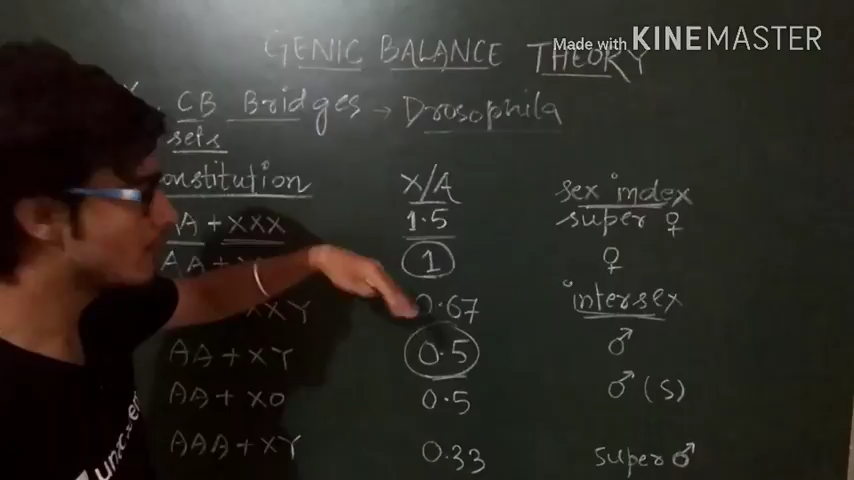 GENIC BALANCE THEORY
Made with KINEMASTER
CB Bridges → Drosophila
sets
onstitution X/A sex index
A + XXX 1.5 super ♀
AA + 1 ♀
XXY 0.67 intersex
AA + XY 0.5 ♂
AA + XO 0.5 ♂ (S)
AAA + XY 0.33 super ♂